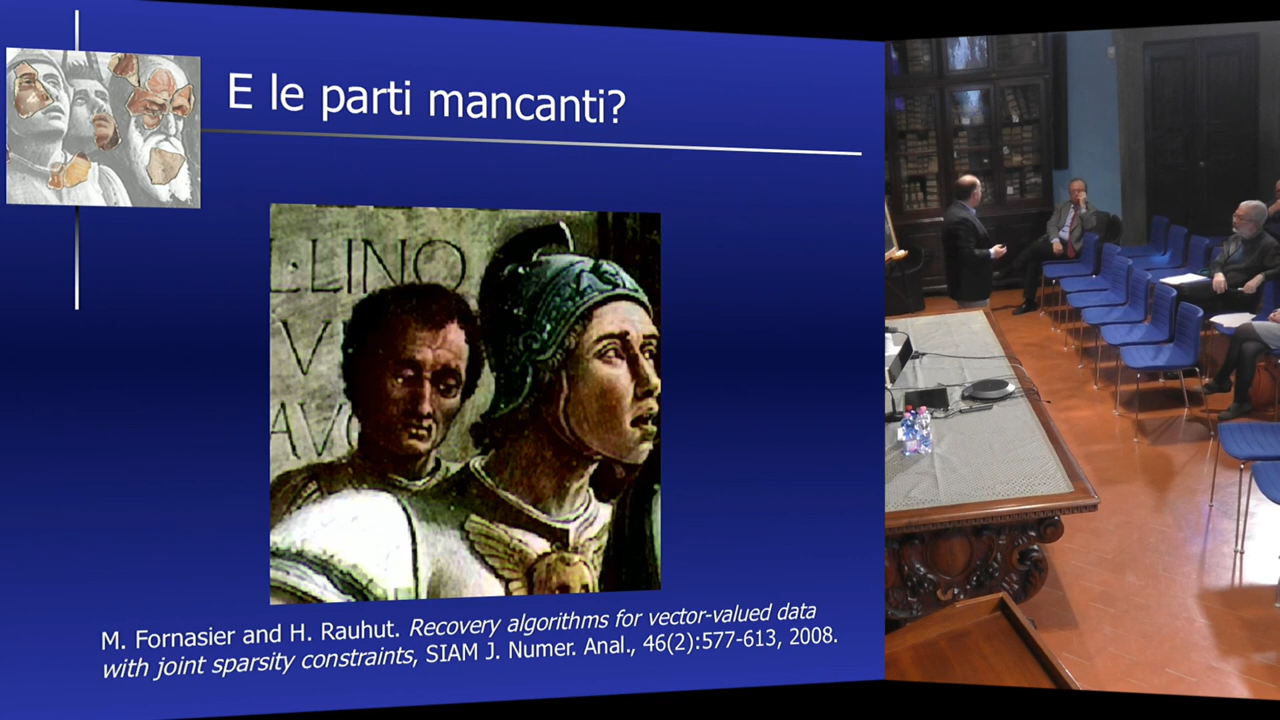 E le parti mancanti?
L·LINO
V
AVG
M. Fornasier and H. Rauhut. Recovery algorithms for vector-valued data
with joint sparsity constraints, SIAM J. Numer. Anal., 46(2):577-613, 2008.